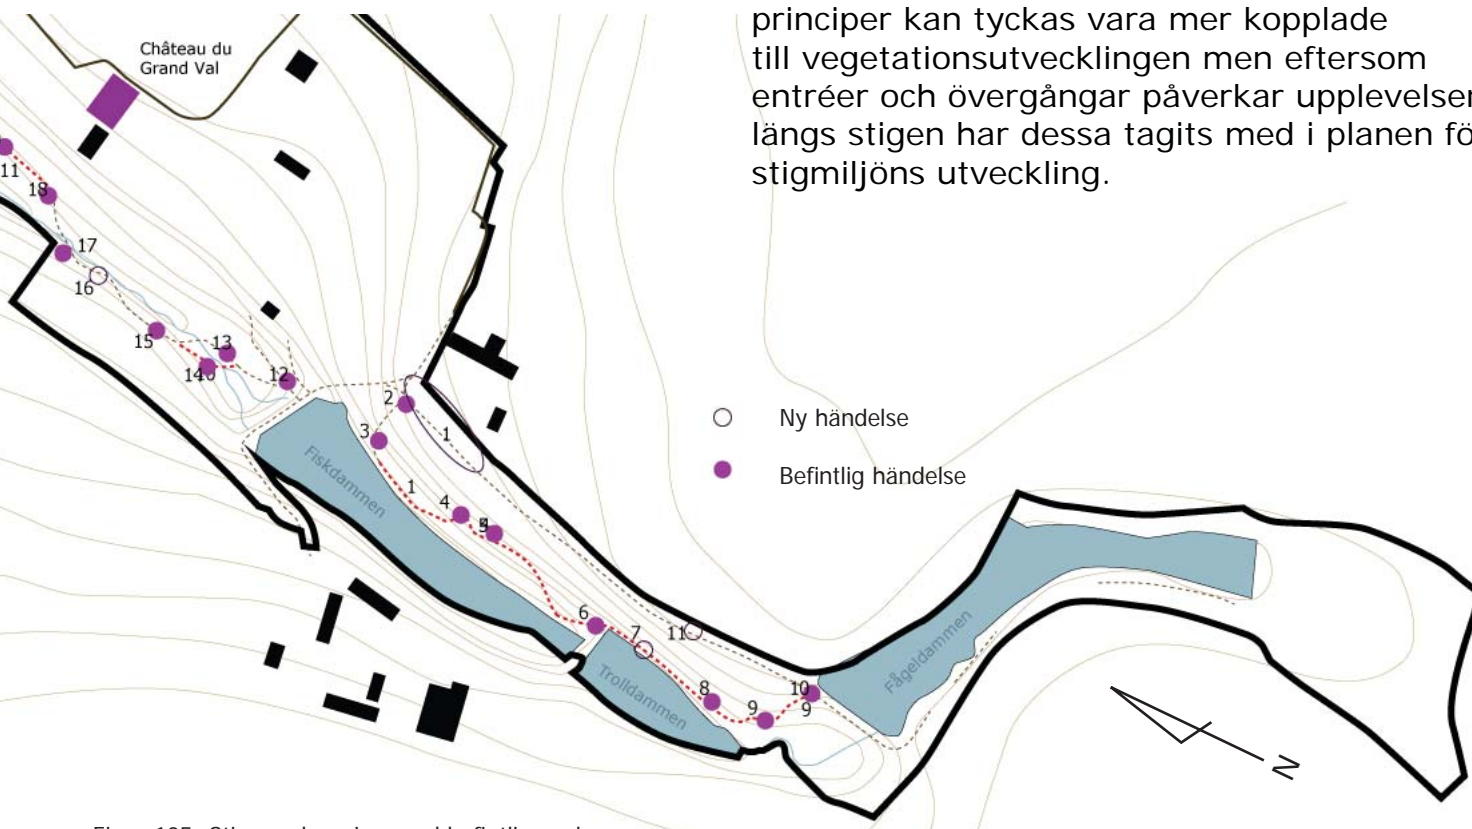 principer kan tyckas vara mer kopplade
till vegetationsutvecklingen men eftersom
entréer och övergångar påverkar upplevelsen
längs stigen har dessa tagits med i planen fö
stigmiljöns utveckling.
Château du
Grand Val
11
18
17
16
15
13
14
12
2
3
1
1
4
5
6
7
11
8
9
10
9
Fiskdammen
Trolldammen
Fågeldammen
Ny händelse
Befintlig händelse
N